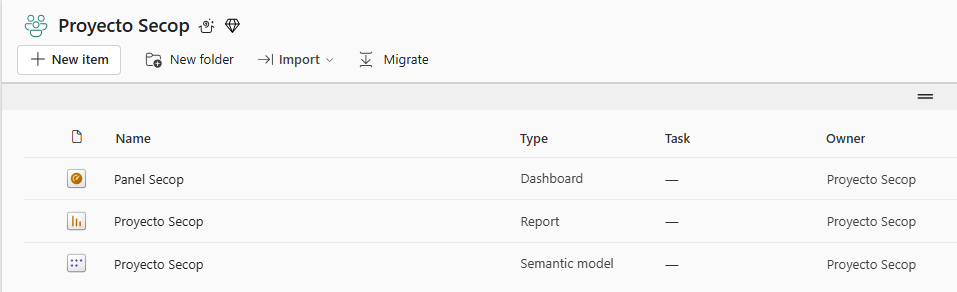 Proyecto Secop
New item New folder Import Migrate
Name Type Task Owner
Panel Secop Dashboard — Proyecto Secop
Proyecto Secop Report — Proyecto Secop
Proyecto Secop Semantic model — Proyecto Secop